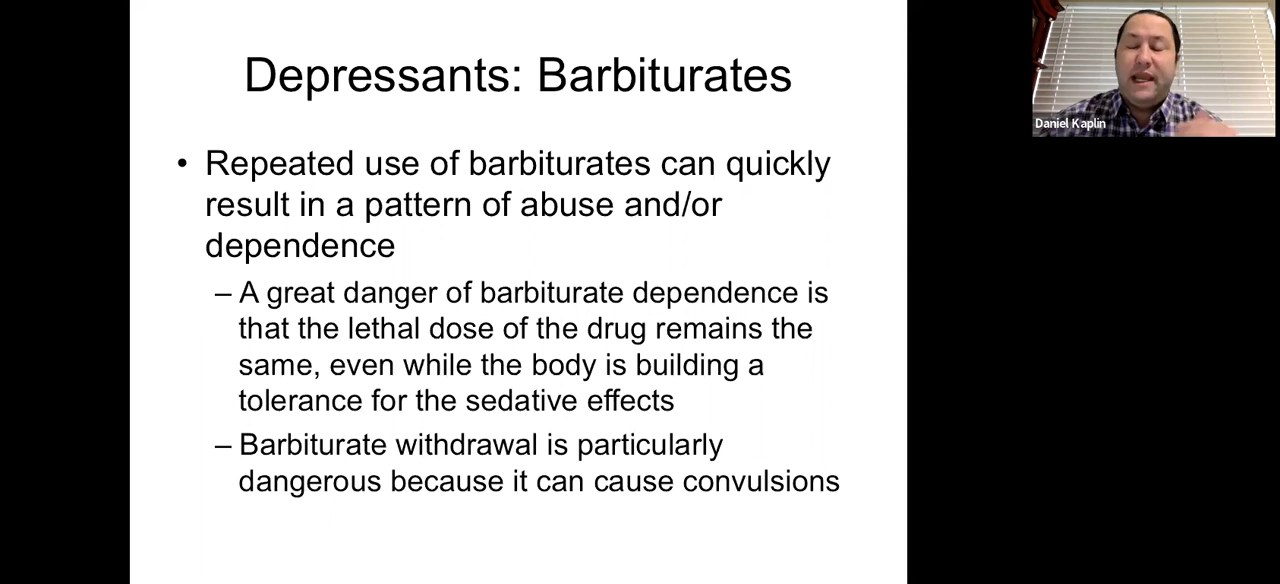 Depressants: Barbiturates
• Repeated use of barbiturates can quickly
result in a pattern of abuse and/or
dependence
– A great danger of barbiturate dependence is
that the lethal dose of the drug remains the
same, even while the body is building a
tolerance for the sedative effects
– Barbiturate withdrawal is particularly
dangerous because it can cause convulsions
Daniel Kaplin